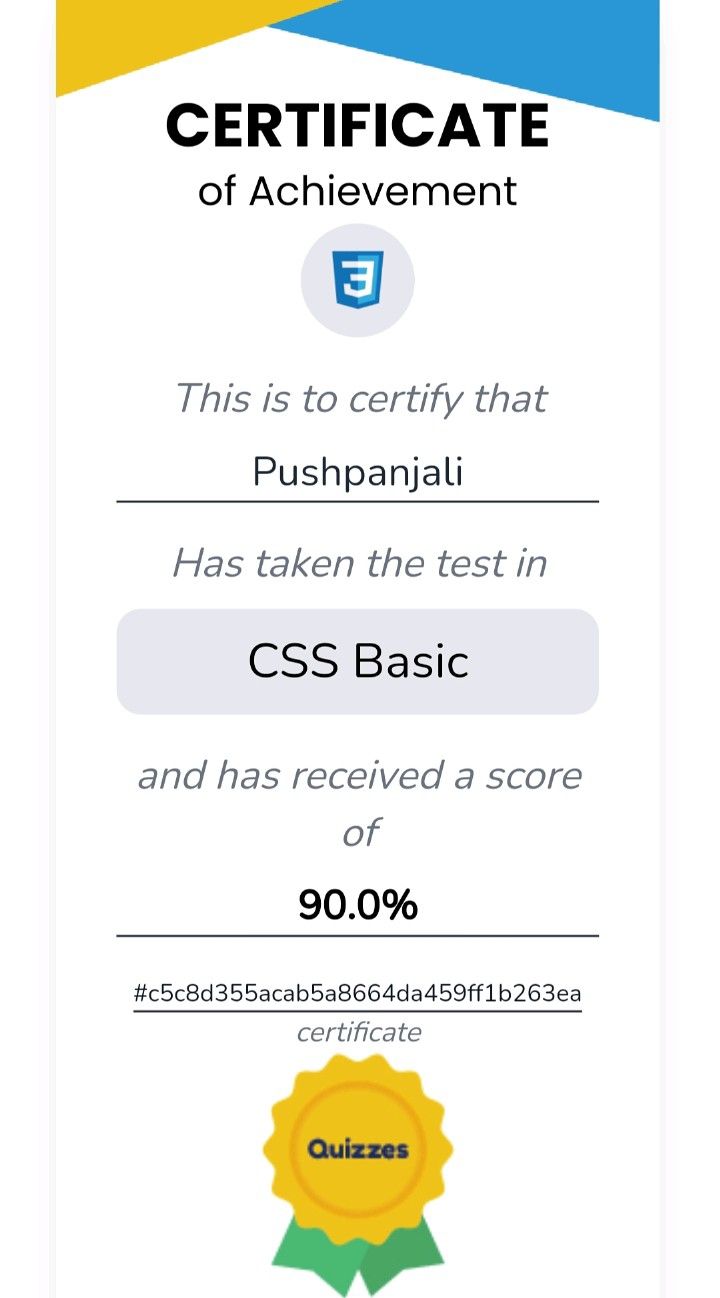 CERTIFICATE
of Achievement
This is to certify that
Pushpanjali
Has taken the test in
CSS Basic
and has received a score
of
90.0%
#c5c8d355acab5a8664da459ff1b263ea
certificate
Quizzes